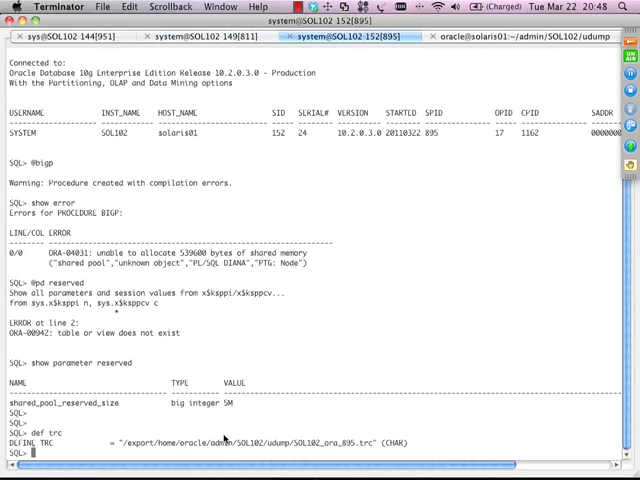 Terminator Shell Edit Scrollback Window Help (Charged) Tue Mar 22 20:48
system@SOL102 152[895]
sys@SOL102 144[951] system@SOL102 149[811] system@SOL102 152[895] oracle@solaris01:~/admin/SOL102/udump
ON AIR
Connected to:
Oracle Database 10g Enterprise Edition Release 10.2.0.3.0 - Production
With the Partitioning, OLAP and Data Mining options
USERNAME INST_NAME HOST_NAME SID SERIAL# VERSION STARTED SPID OPID CPID SADDR
SYSTEM SOL102 solaris01 152 24 10.2.0.3.0 20110322 895 17 1162 0000000
SQL> @bigp
Warning: Procedure created with compilation errors.
SQL> show error
Errors for PROCEDURE BIGP:
LINE/COL ERROR
0/0 ORA-04031: unable to allocate 539600 bytes of shared memory
("shared pool","unknown object","PL/SQL DIANA","PTG: Node")
SQL> @pd reserved
Show all parameters and session values from x$ksppi/x$ksppcv...
from sys.x$ksppi n, sys.x$ksppcv c
*
ERROR at line 2:
ORA-00942: table or view does not exist
SQL> show parameter reserved
NAME TYPE VALUE
shared_pool_reserved_size big integer 5M
SQL>
SQL>
SQL> def trc
DEFINE TRC = "/export/home/oracle/admin/SOL102/udump/SOL102_ora_895.trc" (CHAR)
SQL>